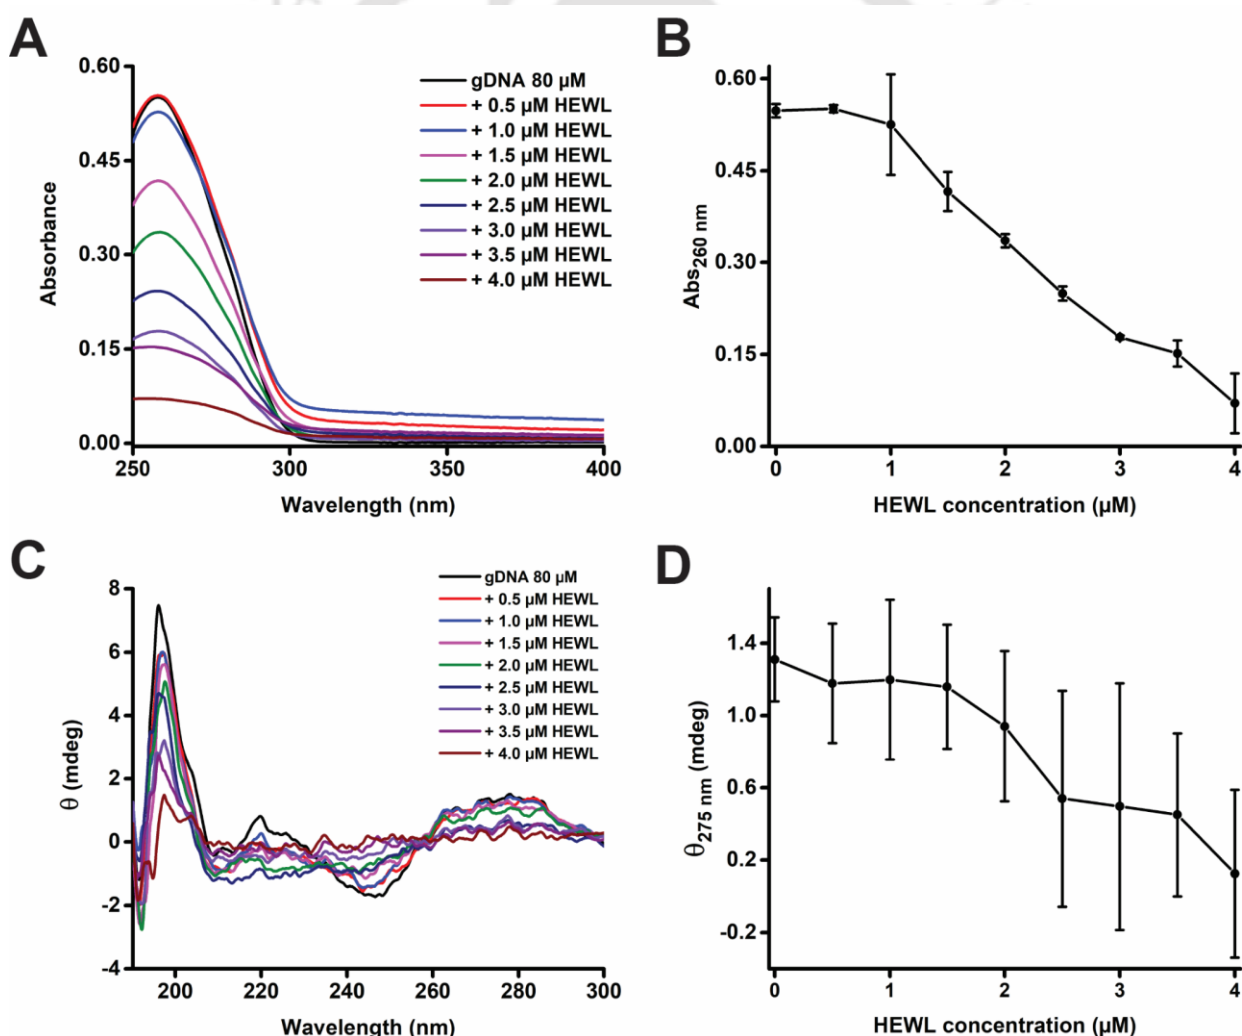 A
Absorbance
0.60
0.45
0.30
0.15
0.00
250
300
350
400
Wavelength (nm)
gDNA 80 µM
+ 0.5 µM HEWL
+ 1.0 µM HEWL
+ 1.5 µM HEWL
+ 2.0 µM HEWL
+ 2.5 µM HEWL
+ 3.0 µM HEWL
+ 3.5 µM HEWL
+ 4.0 µM HEWL
B
Abs260 nm
0.60
0.45
0.30
0.15
0.00
0
1
2
3
4
HEWL concentration (µM)
C
θ (mdeg)
8
6
4
2
0
-2
-4
200
220
240
260
280
300
Wavelength (nm)
gDNA 80 µM
+ 0.5 µM HEWL
+ 1.0 µM HEWL
+ 1.5 µM HEWL
+ 2.0 µM HEWL
+ 2.5 µM HEWL
+ 3.0 µM HEWL
+ 3.5 µM HEWL
+ 4.0 µM HEWL
D
θ275 nm (mdeg)
1.4
1.0
0.6
0.2
-0.2
0
1
2
3
4
HEWL concentration (µM)